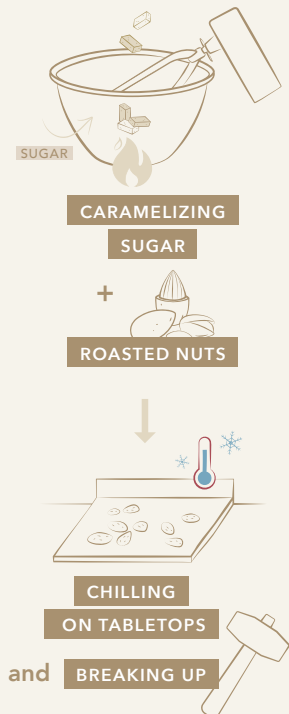 SUGAR
CARAMELIZING
SUGAR
+
ROASTED NUTS
CHILLING
ON TABLETOPS
and BREAKING UP